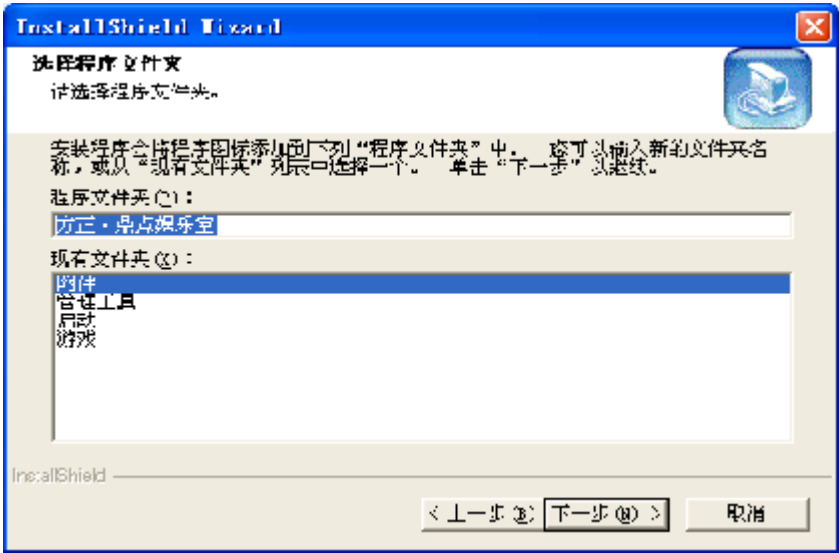 InstallShield Wizard
选择程序文件夹
请选择程序文件夹。
安装程序会将程序图标添加到下列“程序文件夹”中。 您可以输入新的文件夹名
称,或从“现有文件夹”列表中选择一个。 单击“下一步”以继续。
程序文件夹(P):
方正·鼎点娱乐室
现有文件夹(X):
附件
管理工具
启动
游戏
InstallShield
< 上一步(B) 下一步(N) > 取消